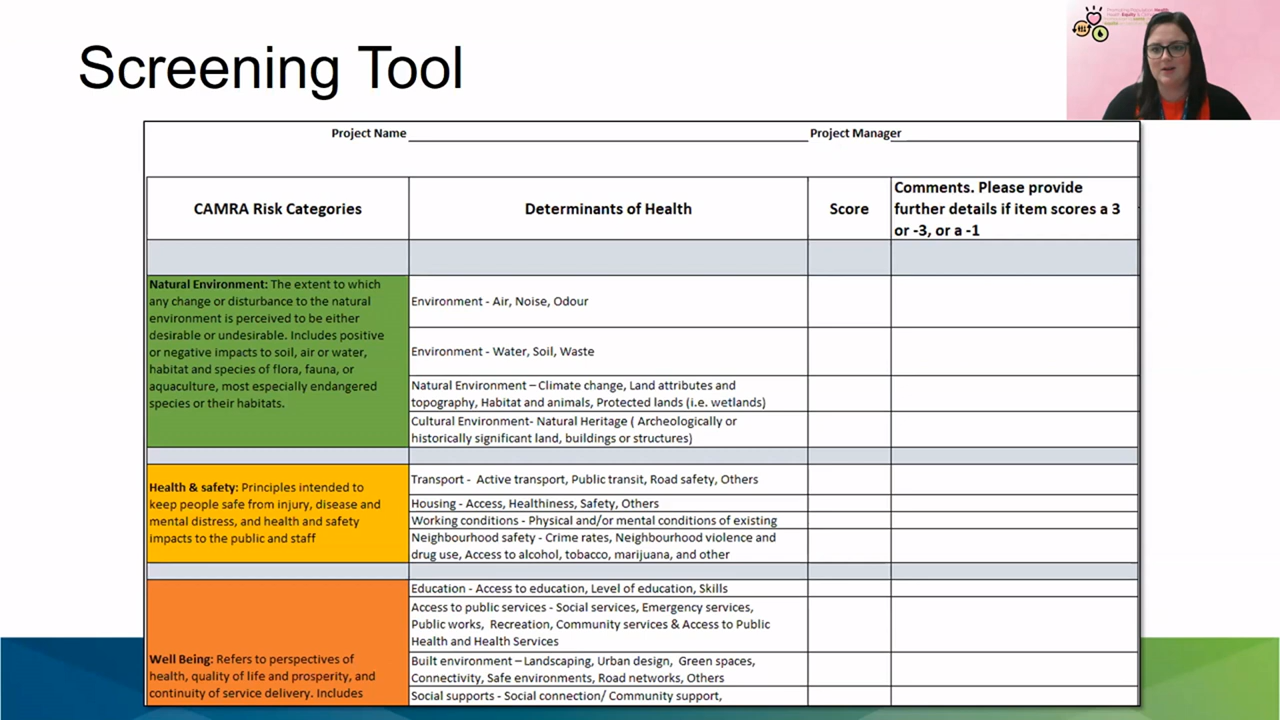 Screening Tool
Project Name
Project Manager
CAMRA Risk Categories
Determinants of Health
Score
Comments. Please provide
further details if item scores a 3
or -3, or a -1
Natural Environment: The extent to which
any change or disturbance to the natural
environment is perceived to be either
desirable or undesirable. Includes positive
or negative impacts to soil, air or water,
habitat and species of flora, fauna, or
aquaculture, most especially endangered
species or their habitats.
Environment - Air, Noise, Odour
Environment - Water, Soil, Waste
Natural Environment – Climate change, Land attributes and
topography, Habitat and animals, Protected lands (i.e. wetlands)
Cultural Environment- Natural Heritage ( Archeologically or
historically significant land, buildings or structures)
Health & safety: Principles intended to
keep people safe from injury, disease and
mental distress, and health and safety
impacts to the public and staff
Transport -  Active transport, Public transit, Road safety, Others
Housing - Access, Healthiness, Safety, Others
Working conditions - Physical and/or mental conditions of existing
Neighbourhood safety - Crime rates, Neighbourhood violence and
drug use, Access to alcohol, tobacco, marijuana, and other
Well Being: Refers to perspectives of
health, quality of life and prosperity, and
continuity of service delivery. Includes
Education - Access to education, Level of education, Skills
Access to public services - Social services, Emergency services,
Public works,  Recreation, Community services & Access to Public
Health and Health Services
Built environment – Landscaping, Urban design,  Green spaces,
Connectivity, Safe environments, Road networks, Others
Social supports - Social connection/ Community support,